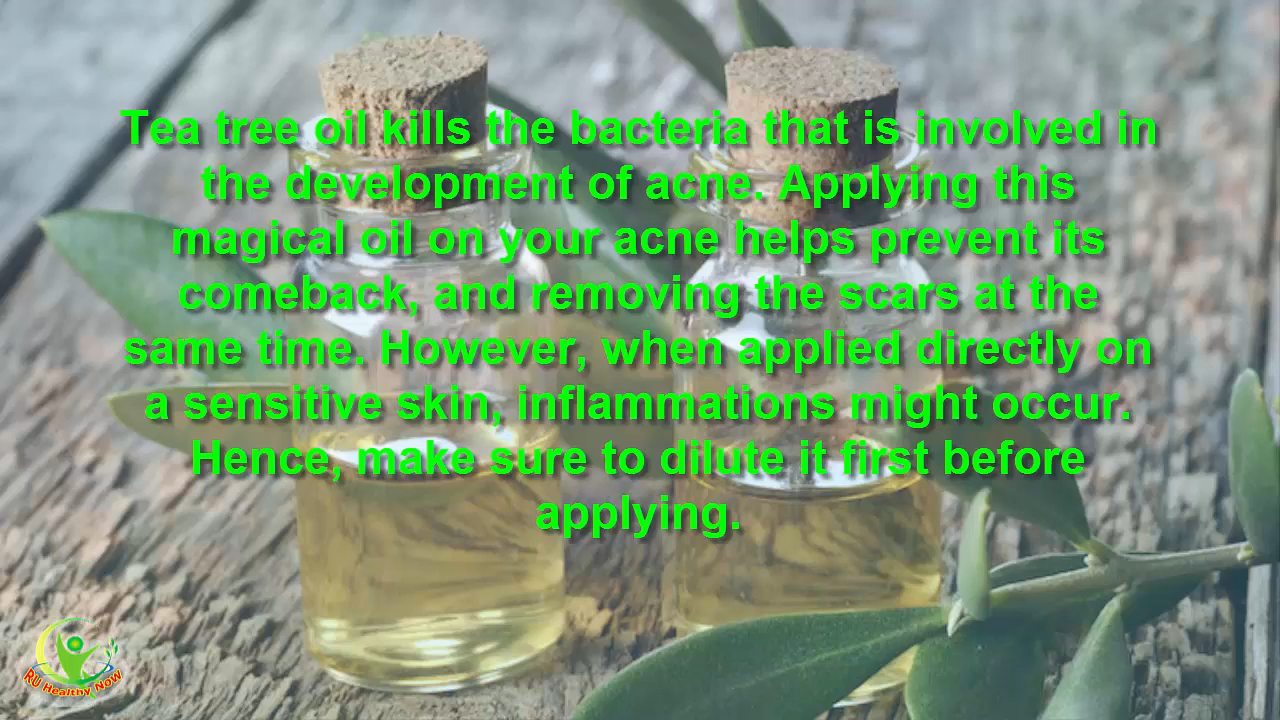 Tea tree oil kills the bacteria that is involved in
the development of acne. Applying this
magical oil on your acne helps prevent its
comeback, and removing the scars at the
same time. However, when applied directly on
a sensitive skin, inflammations might occur.
Hence, make sure to dilute it first before
applying.
RU Healthy NOW